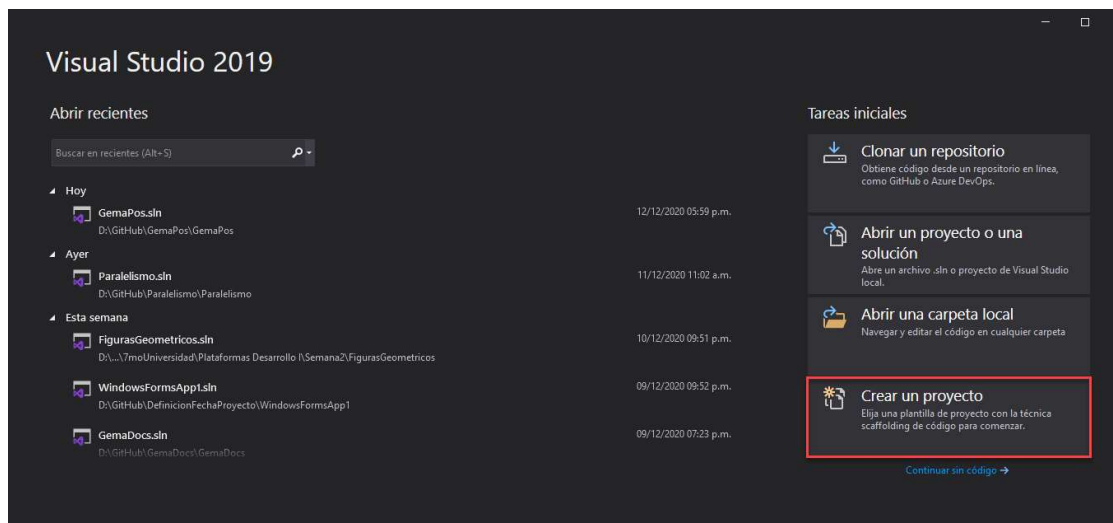 Visual Studio 2019
Abrir recientes
Buscar en recientes (Alt+S)
Hoy
GemaPos.sln
12/12/2020 05:59 p.m.
D:\GitHub\GemaPos\GemaPos
Ayer
Paralelismo.sln
11/12/2020 11:02 a.m.
D:\GitHub\Paralelismo\Paralelismo
Esta semana
FigurasGeometricos.sln
10/12/2020 09:51 p.m.
D:\...\7moUniversidad\Plataformas Desarrollo I\Semana2\FigurasGeometricos
WindowsFormsApp1.sln
09/12/2020 09:52 p.m.
D:\GitHub\DefinicionFechaProyecto\WindowsFormsApp1
GemaDocs.sln
09/12/2020 07:23 p.m.
D:\GitHub\GemaDocs\GemaDocs
Tareas iniciales
Clonar un repositorio
Obtiene código desde un repositorio en línea,
como GitHub o Azure DevOps.
Abrir un proyecto o una
solución
Abre un archivo .sln o proyecto de Visual Studio
local.
Abrir una carpeta local
Navegar y editar el código en cualquier carpeta
Crear un proyecto
Elija una plantilla de proyecto con la técnica
scaffolding de código para comenzar.
Continuar sin código →